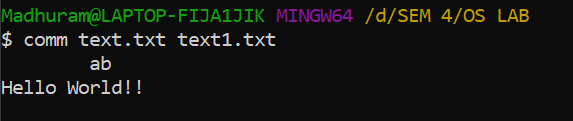 Madhuram@LAPTOP-FIJA1JIK MINGW64 /d/SEM 4/OS LAB
$ comm text.txt text1.txt
ab
Hello World!!